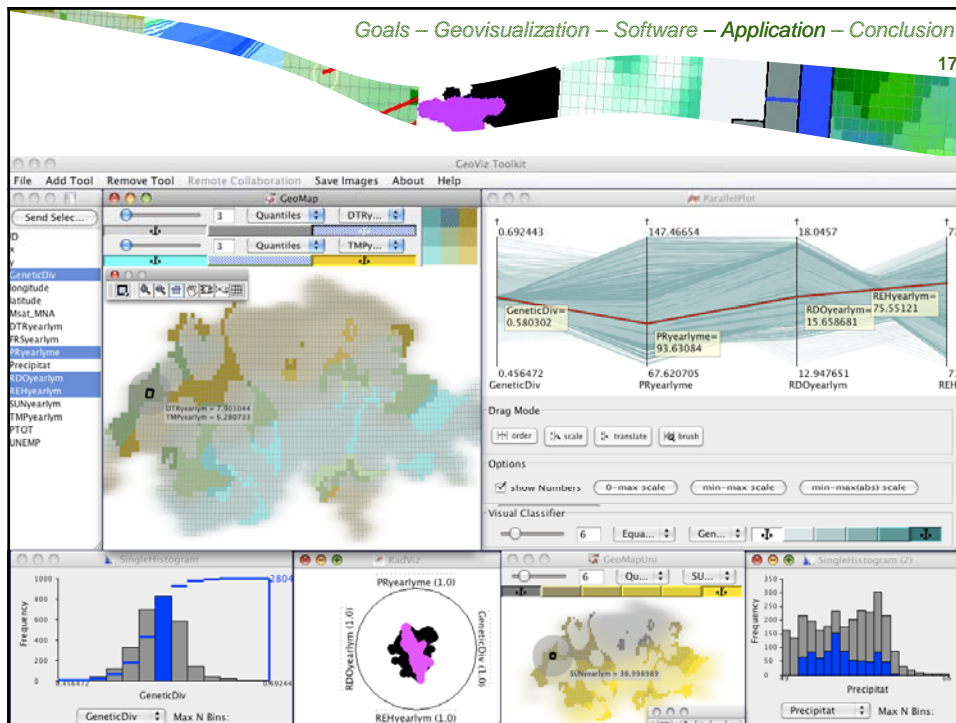 Goals – Geovisualization – Software – Application – Conclusion
17
GeoViz Toolkit
File Add Tool Remove Tool Remote Collaboration Save Images About Help
Send Selec...
ID
x
y
GeneticDiv
longitude
latitude
Msat_MNA
DTRyearlym
FRSyearlym
PRyearlyme
Precipitat
RDOyearlym
REHyearlym
SUNyearlym
TMPyearlym
PTOT
UNEMP
GeoMap
3 Quantiles DTRy...
3 Quantiles TMPy...
DTRyearlym = 7.901044
TMPyearlym = 6.280733
ParallelPlot
0.692443 147.46654 18.0457 7
GeneticDiv=
0.580302
PRyearlyme=
93.63084
RDOyearlym=
15.658681
REHyearlym=
75.55121
0.456472 67.620705 12.947651 7
GeneticDiv PRyearlyme RDOyearlym REH
Drag Mode
order scale translate brush
Options
show Numbers 0-max scale min-max scale min-max(abs) scale
Visual Classifier
6 Equa... Gen...
SingleHistogram
1000
800
600
400
200
0
Frequency
2804
0.456472 0.69244
GeneticDiv
GeneticDiv Max N Bins:
RadViz
PRyearlyme (1.0)
RDOyearlym (1.0)
GeneticDiv (1.0)
REHyearlym (1.0)
GeoMapUni
6 Qu... SU...
SUNyearlym = 36.998989
SingleHistogram (2)
350
300
250
200
150
100
50
0
Frequency
Precipitat
Precipitat Max N Bins: